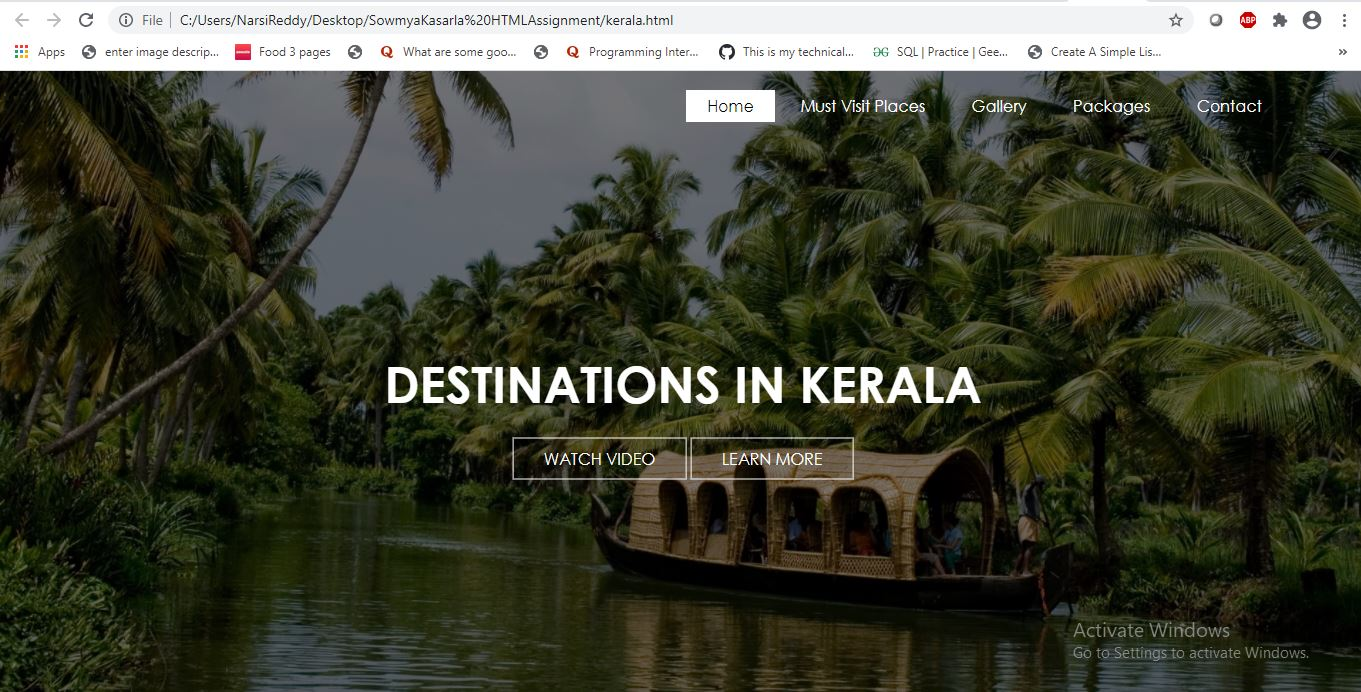 File C:/Users/NarsiReddy/Desktop/SowmyaKasarla%20HTMLAssignment/kerala.html ABP
Apps enter image descrip... Food 3 pages What are some goo... Programming Inter... This is my technical... SQL | Practice | Gee... Create A Simple Lis... »
Home Must Visit Places Gallery Packages Contact
DESTINATIONS IN KERALA
WATCH VIDEO LEARN MORE
Activate Windows
Go to Settings to activate Windows.